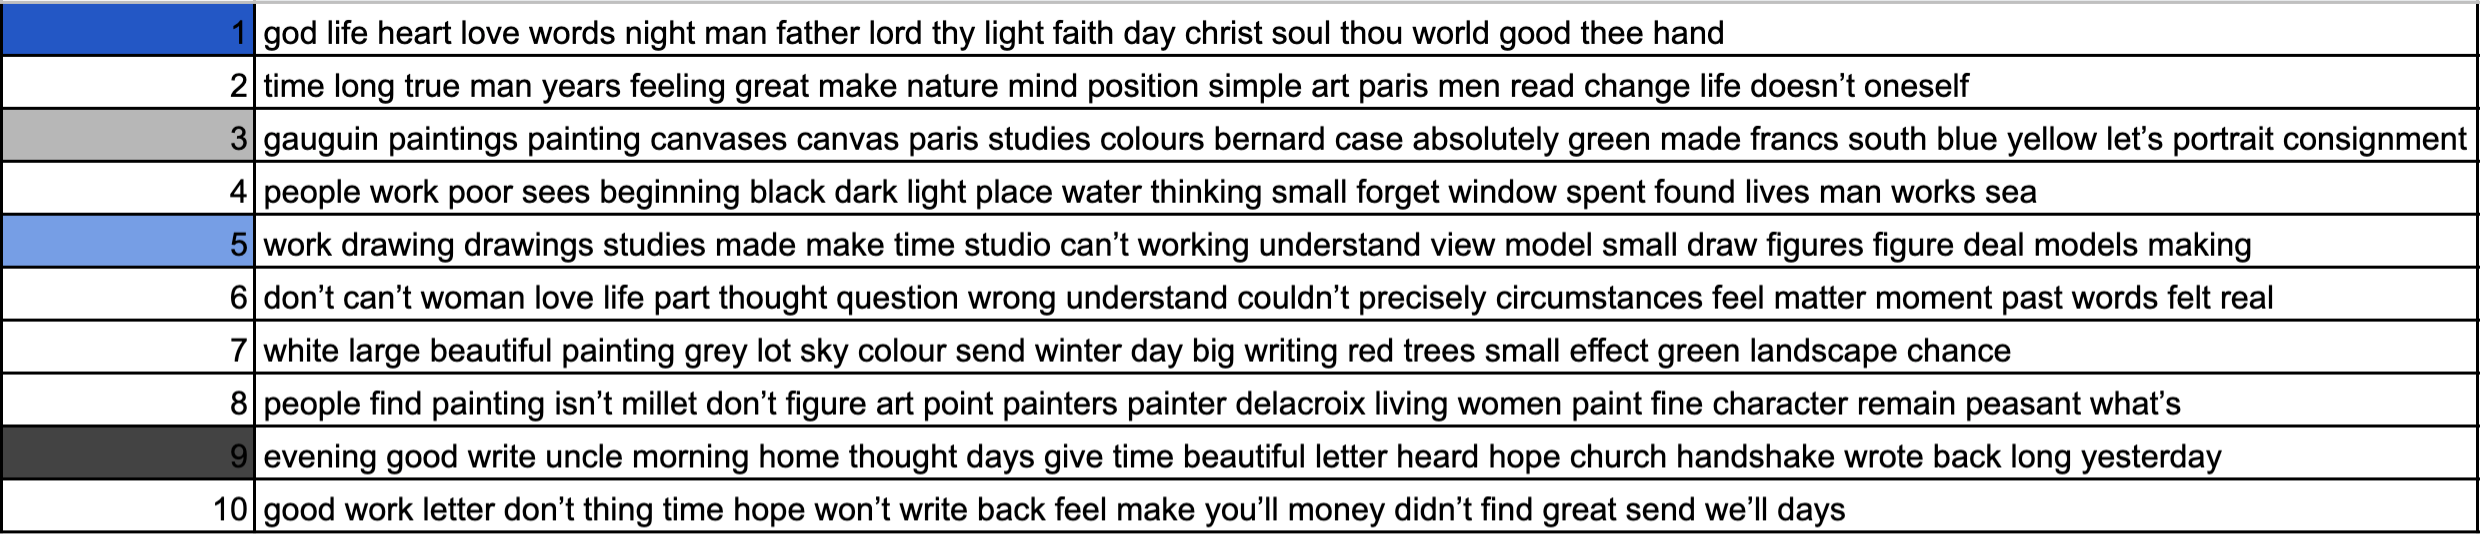 1 god life heart love words night man father lord thy light faith day christ soul thou world good thee hand
2 time long true man years feeling great make nature mind position simple art paris men read change life doesn’t oneself
3 gauguin paintings painting canvases canvas paris studies colours bernard case absolutely green made francs south blue yellow let’s portrait consignment
4 people work poor sees beginning black dark light place water thinking small forget window spent found lives man works sea
5 work drawing drawings studies made make time studio can’t working understand view model small draw figures figure deal models making
6 don’t can’t woman love life part thought question wrong understand couldn’t precisely circumstances feel matter moment past words felt real
7 white large beautiful painting grey lot sky colour send winter day big writing red trees small effect green landscape chance
8 people find painting isn’t millet don’t figure art point painters painter delacroix living women paint fine character remain peasant what’s
9 evening good write uncle morning home thought days give time beautiful letter heard hope church handshake wrote back long yesterday
10 good work letter don’t thing time hope won’t write back feel make you’ll money didn’t find great send we’ll days